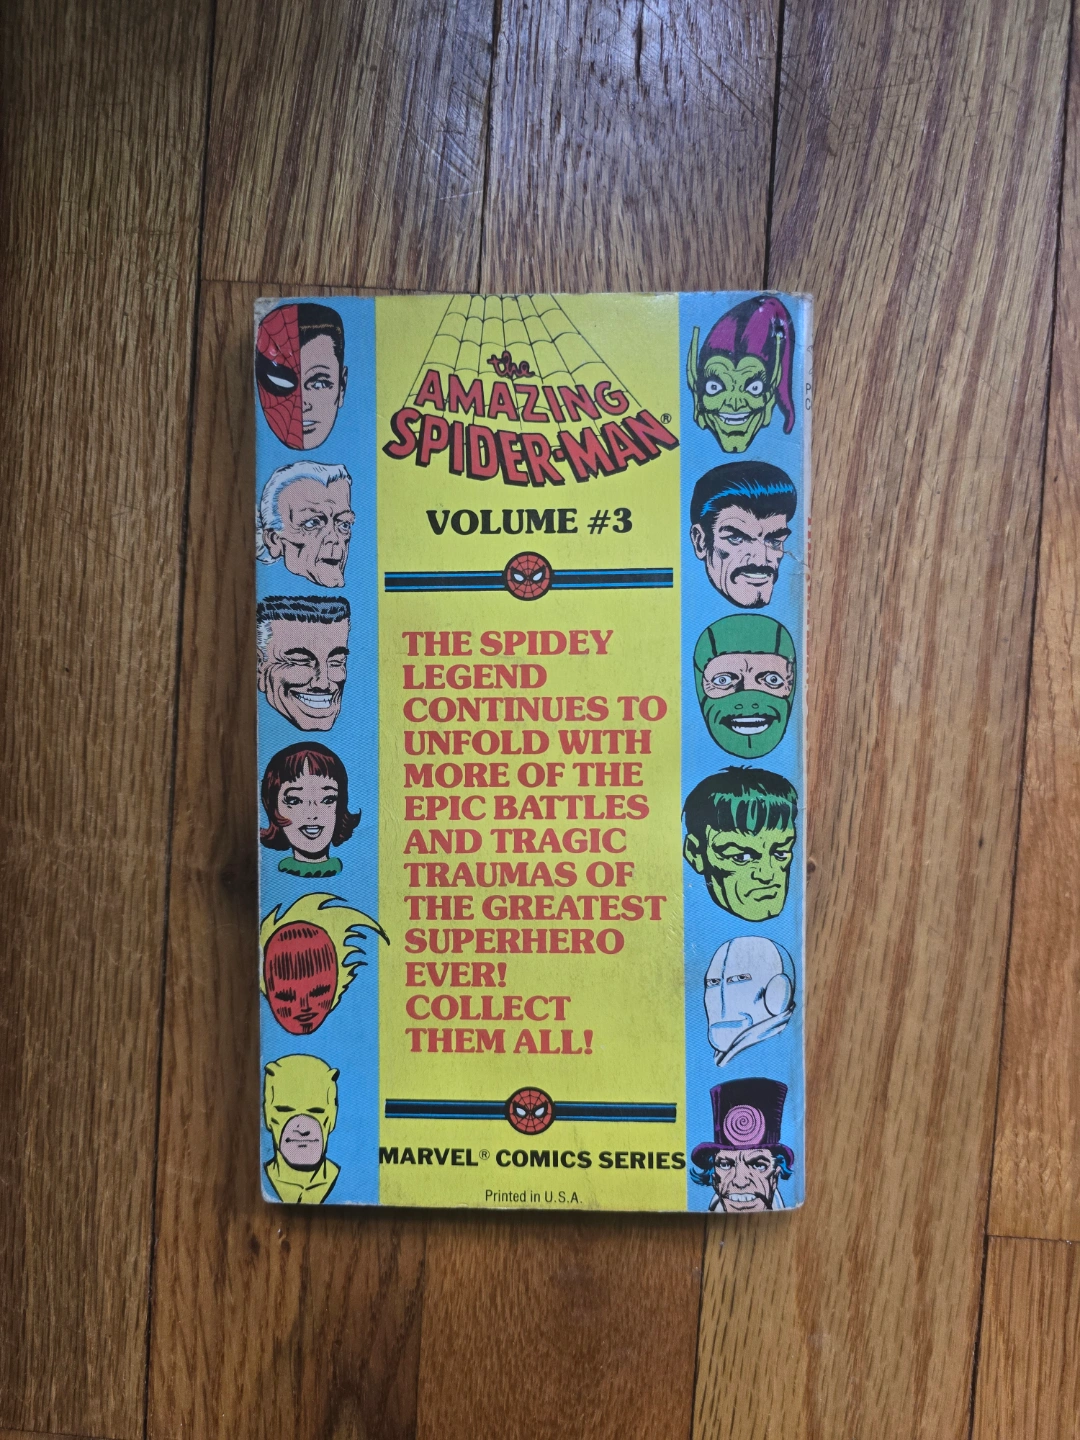 the
AMAZING
SPIDER-MAN®
VOLUME #3
THE SPIDEY
LEGEND
CONTINUES TO
UNFOLD WITH
MORE OF THE
EPIC BATTLES
AND TRAGIC
TRAUMAS OF
THE GREATEST
SUPERHERO
EVER!
COLLECT
THEM ALL!
MARVEL® COMICS SERIES
Printed in U.S.A.